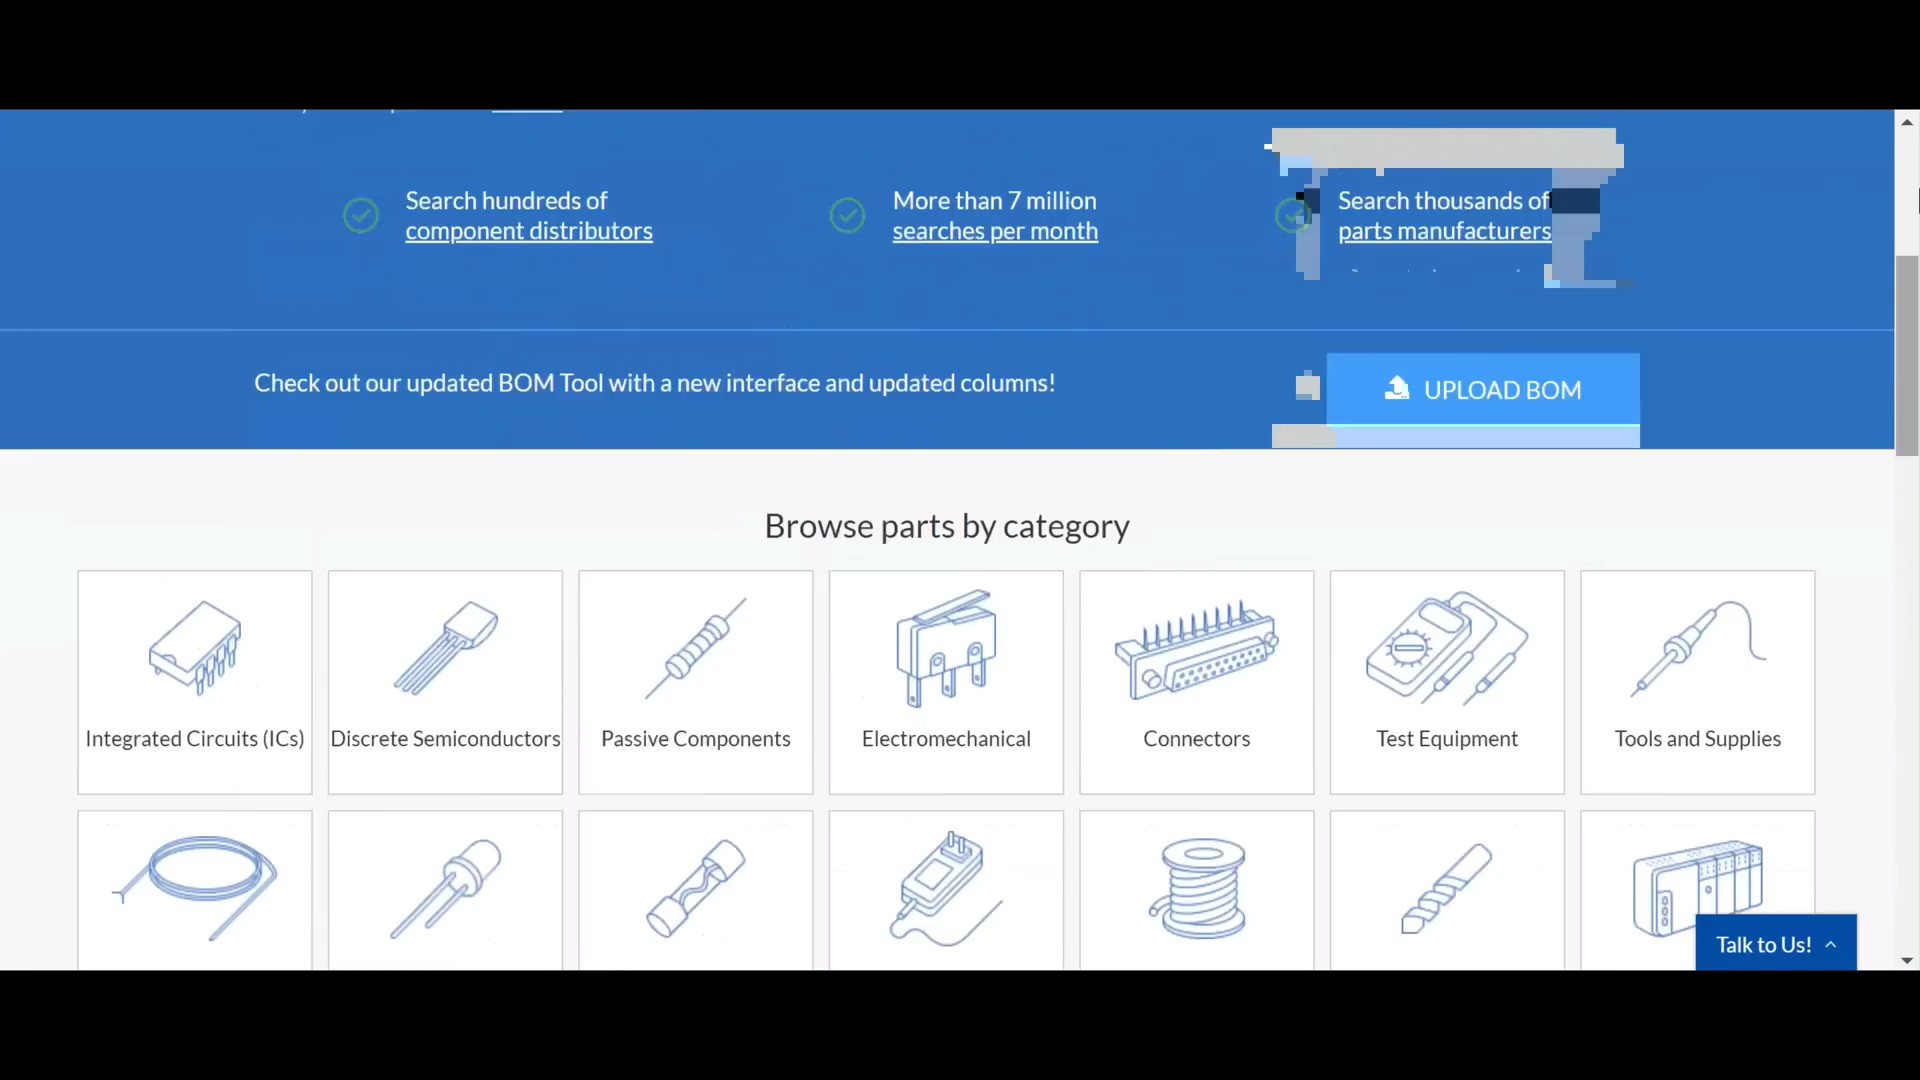 Search hundreds of
component distributors
More than 7 million
searches per month
Search thousands of
parts manufacturers
Check out our updated BOM Tool with a new interface and updated columns!
UPLOAD BOM
Browse parts by category
Integrated Circuits (ICs)
Discrete Semiconductors
Passive Components
Electromechanical
Connectors
Test Equipment
Tools and Supplies
Talk to Us!